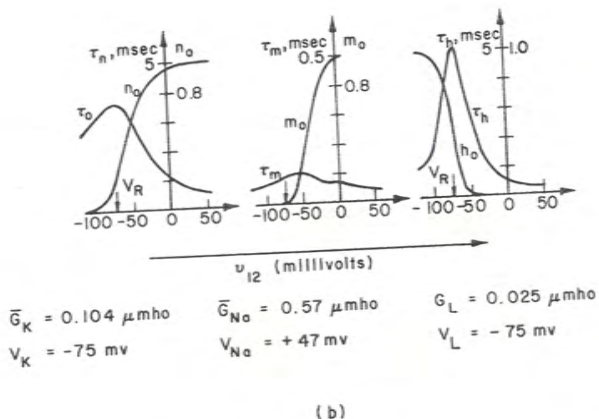 τn, msec n₀
5
0.8
n₀
τ₀
VR
-100 -50 0 50
τm, msec m₀
0.5
0.8
m₀
τm
-100 -50 0 50
τh, msec
5 1.0
τh
h₀
VR
-100 -50 0 50
υ₁₂ (millivolts)
ḠK = 0.104 μmho
VK = -75 mv
ḠNa = 0.57 μmho
VNa = +47 mv
GL = 0.025 μmho
VL = -75 mv
(b)